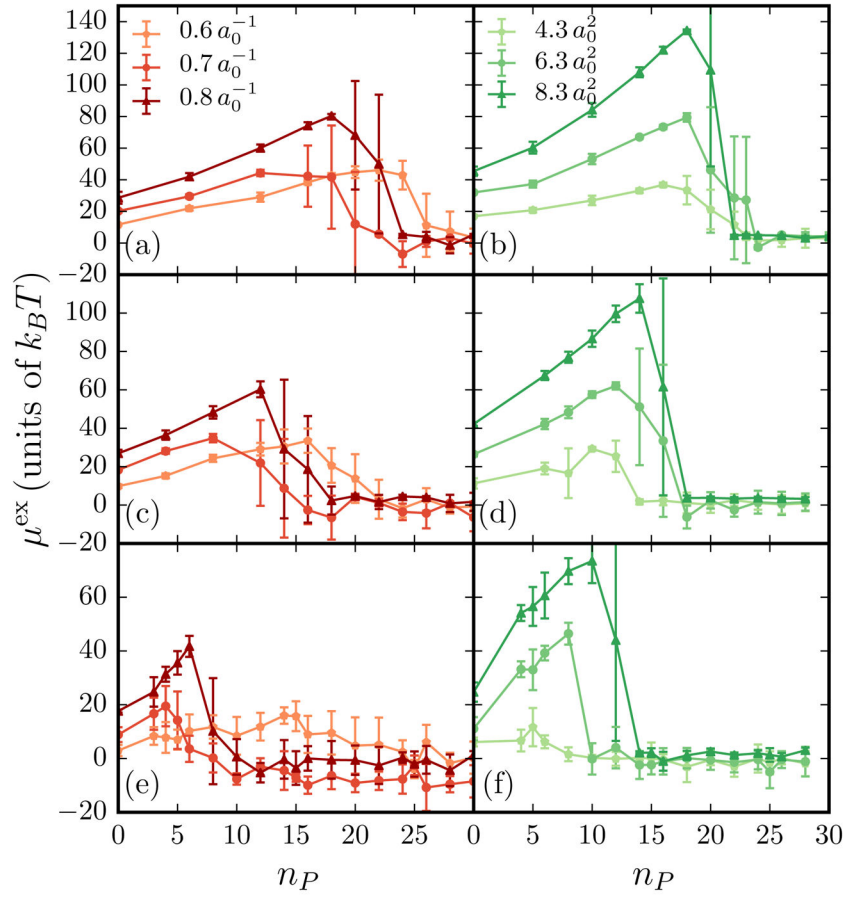 140
120
100
80
60
40
20
0
−20
0.6 a₀⁻¹
0.7 a₀⁻¹
0.8 a₀⁻¹
(a)
4.3 a₀²
6.3 a₀²
8.3 a₀²
(b)
100
80
60
40
20
0
−20
(c)
(d)
60
40
20
0
−20
(e)
(f)
μᵉˣ (units of k_BT)
0 5 10 15 20 25 0 5 10 15 20 25 30
n_P n_P